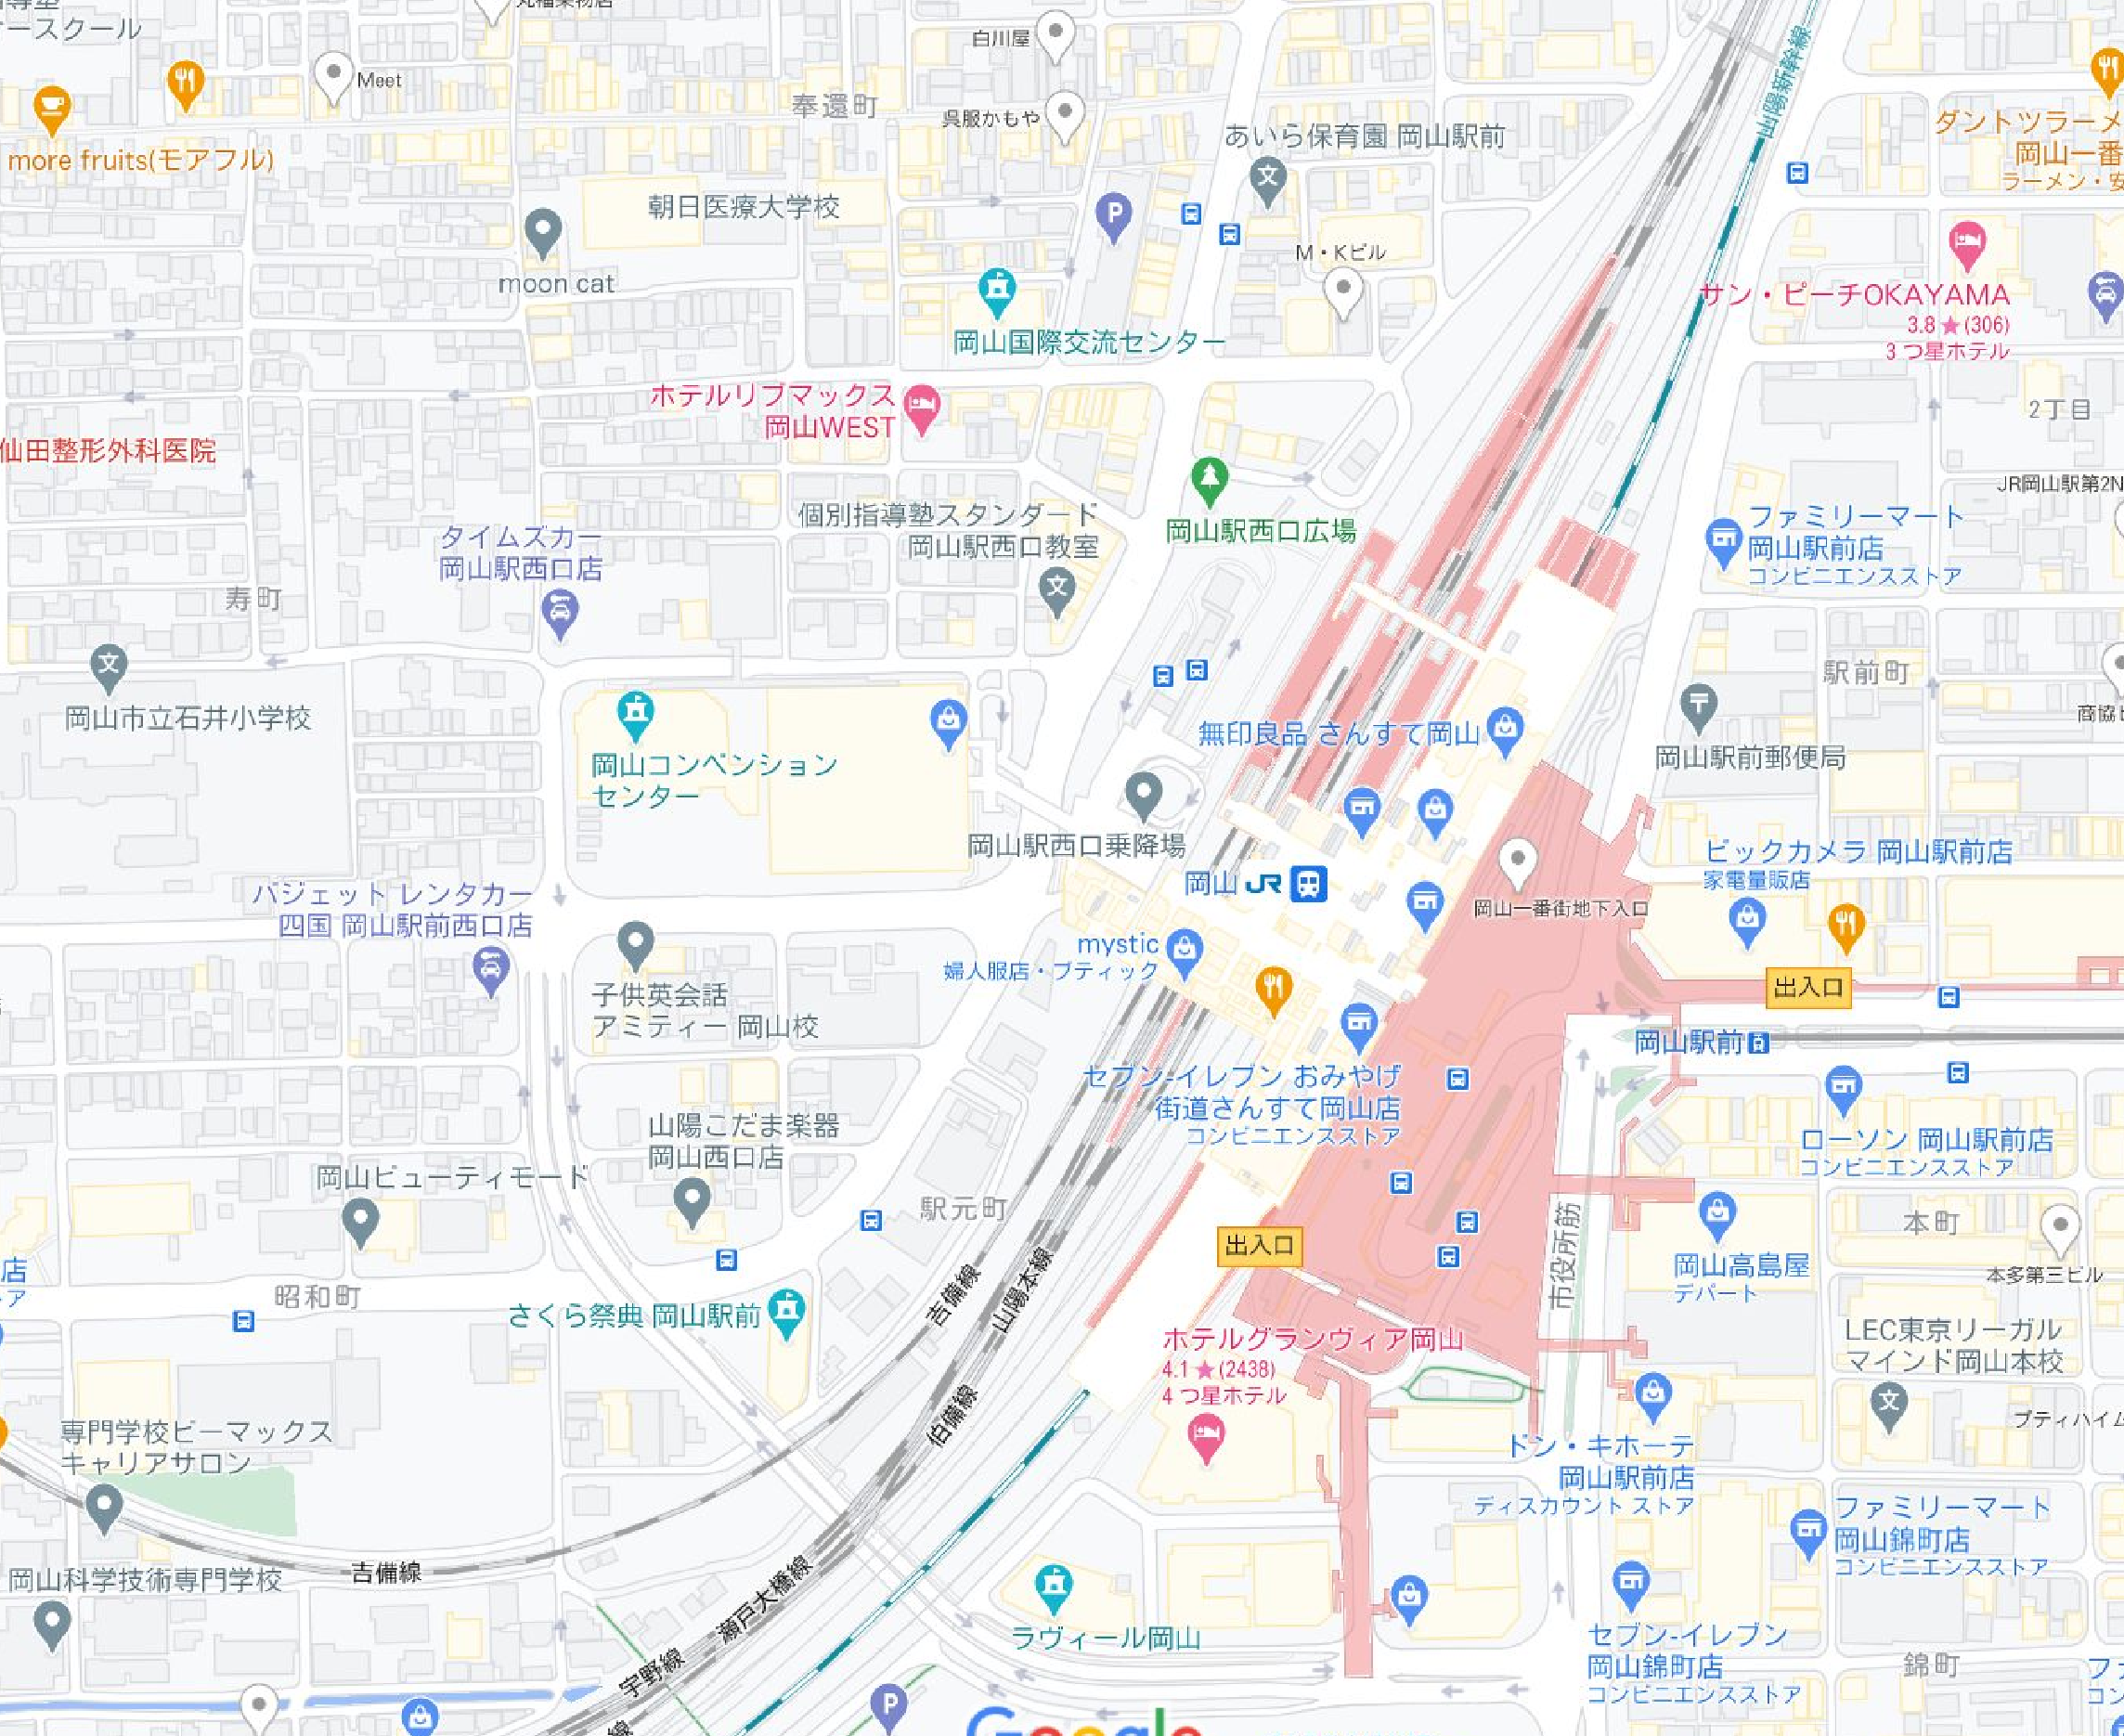 ースクール
丸福果物店
Meet
白川屋
奉還町
呉服かもや
more fruits(モアフル)
朝日医療大学校
moon cat
あいら保育園 岡山駅前
M・Kビル
山陽新幹線
ダントツラーメ
岡山一番
ラーメン・安
サン・ピーチOKAYAMA
3.8★(306)
3 つ星ホテル
岡山国際交流センター
ホテルリブマックス
岡山WEST
2丁目
仙田整形外科医院
JR岡山駅第2N
岡山駅西口広場
個別指導塾スタンダード
岡山駅西口教室
タイムズカー
岡山駅西口店
ファミリーマート
岡山駅前店
コンビニエンスストア
寿町
駅前町
岡山市立石井小学校
商協ビ
岡山コンベンション
センター
無印良品 さんすて岡山
岡山駅前郵便局
岡山駅西口乗降場
岡山 JR
岡山一番街地下入口
ビックカメラ 岡山駅前店
家電量販店
バジェット レンタカー
四国 岡山駅前西口店
mystic
婦人服店・ブティック
出入口
子供英会話
アミティー 岡山校
岡山駅前
セブン-イレブン おみやげ
街道さんすて岡山店
コンビニエンスストア
ローソン 岡山駅前店
コンビニエンスストア
山陽こだま楽器
岡山西口店
岡山ビューティモード
駅元町
本町
出入口
市役所筋
岡山高島屋
デパート
本多第三ビル
店
ア
昭和町
さくら祭典 岡山駅前
吉備線
山陽本線
伯備線
ホテルグランヴィア岡山
4.1★(2438)
4 つ星ホテル
LEC東京リーガル
マインド岡山本校
プティハイム
専門学校ビーマックス
キャリアサロン
ドン・キホーテ
岡山駅前店
ディスカウント ストア
ファミリーマート
岡山錦町店
コンビニエンスストア
岡山科学技術専門学校
吉備線
瀬戸大橋線
宇野線
線
ラヴィール岡山
セブン-イレブン
岡山錦町店
コンビニエンスストア
錦町
ファ
コン
Google